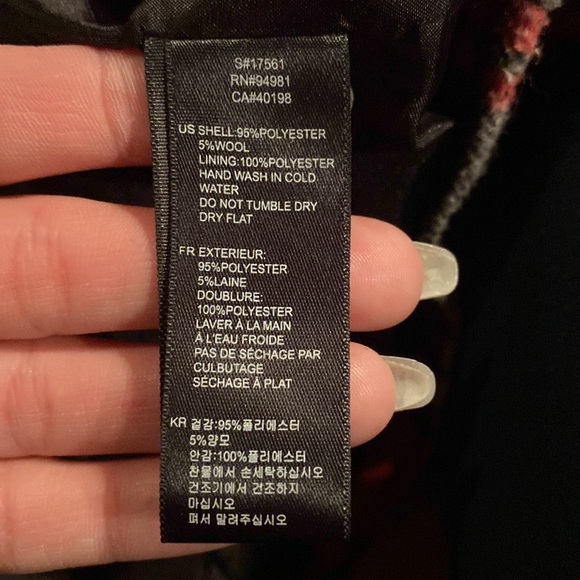 S#17561
RN#94981
CA#40198
US SHELL:95%POLYESTER
5%WOOL
LINING:100%POLYESTER
HAND WASH IN COLD
WATER
DO NOT TUMBLE DRY
DRY FLAT
FR EXTERIEUR:
95%POLYESTER
5%LAINE
DOUBLURE:
100%POLYESTER
LAVER À LA MAIN
À L'EAU FROIDE
PAS DE SÉCHAGE PAR
CULBUTAGE
SÉCHAGE À PLAT
KR 겉감:95%폴리에스터
5%양모
안감:100%폴리에스터
찬물에서 손세탁하십시오
건조기에서 건조하지
마십시오
펴서 말려주십시오